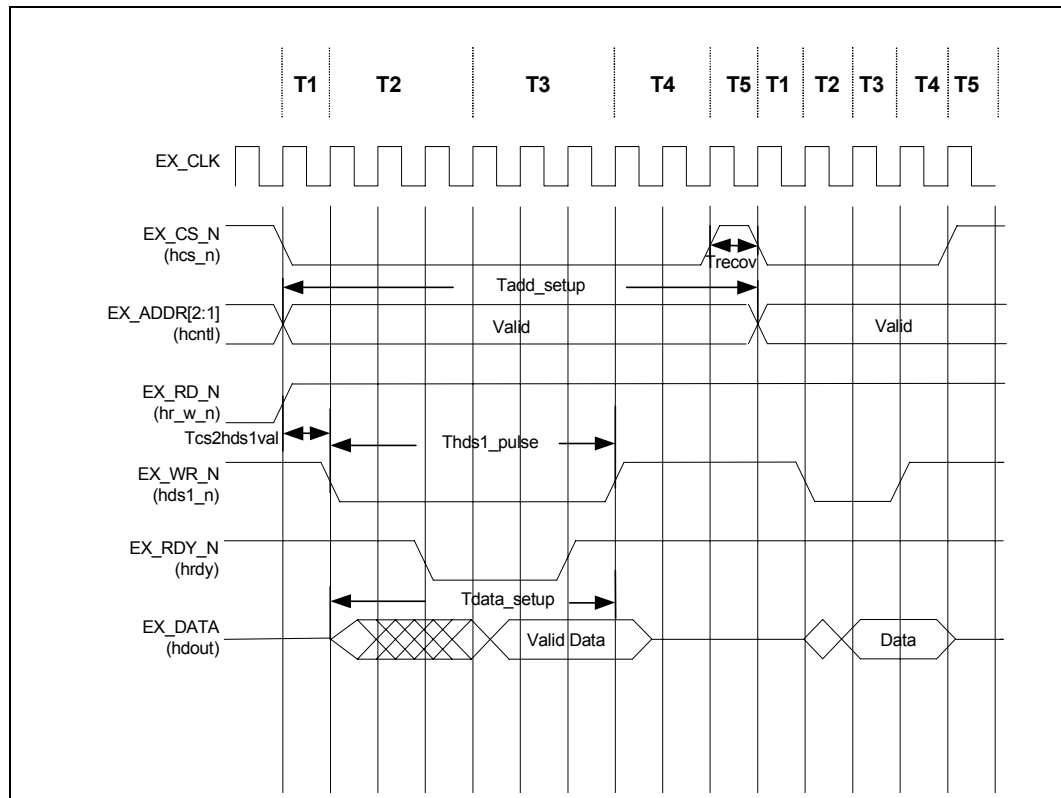 T1 T2 T3 T4 T5 T1 T2 T3 T4 T5
EX_CLK
EX_CS_N
(hcs_n)
Trecov
Tadd_setup
EX_ADDR[2:1]
(hcntl)
Valid
Valid
EX_RD_N
(hr_w_n)
Tcs2hds1val
Thds1_pulse
EX_WR_N
(hds1_n)
EX_RDY_N
(hrdy)
Tdata_setup
EX_DATA
(hdout)
Valid Data
Data